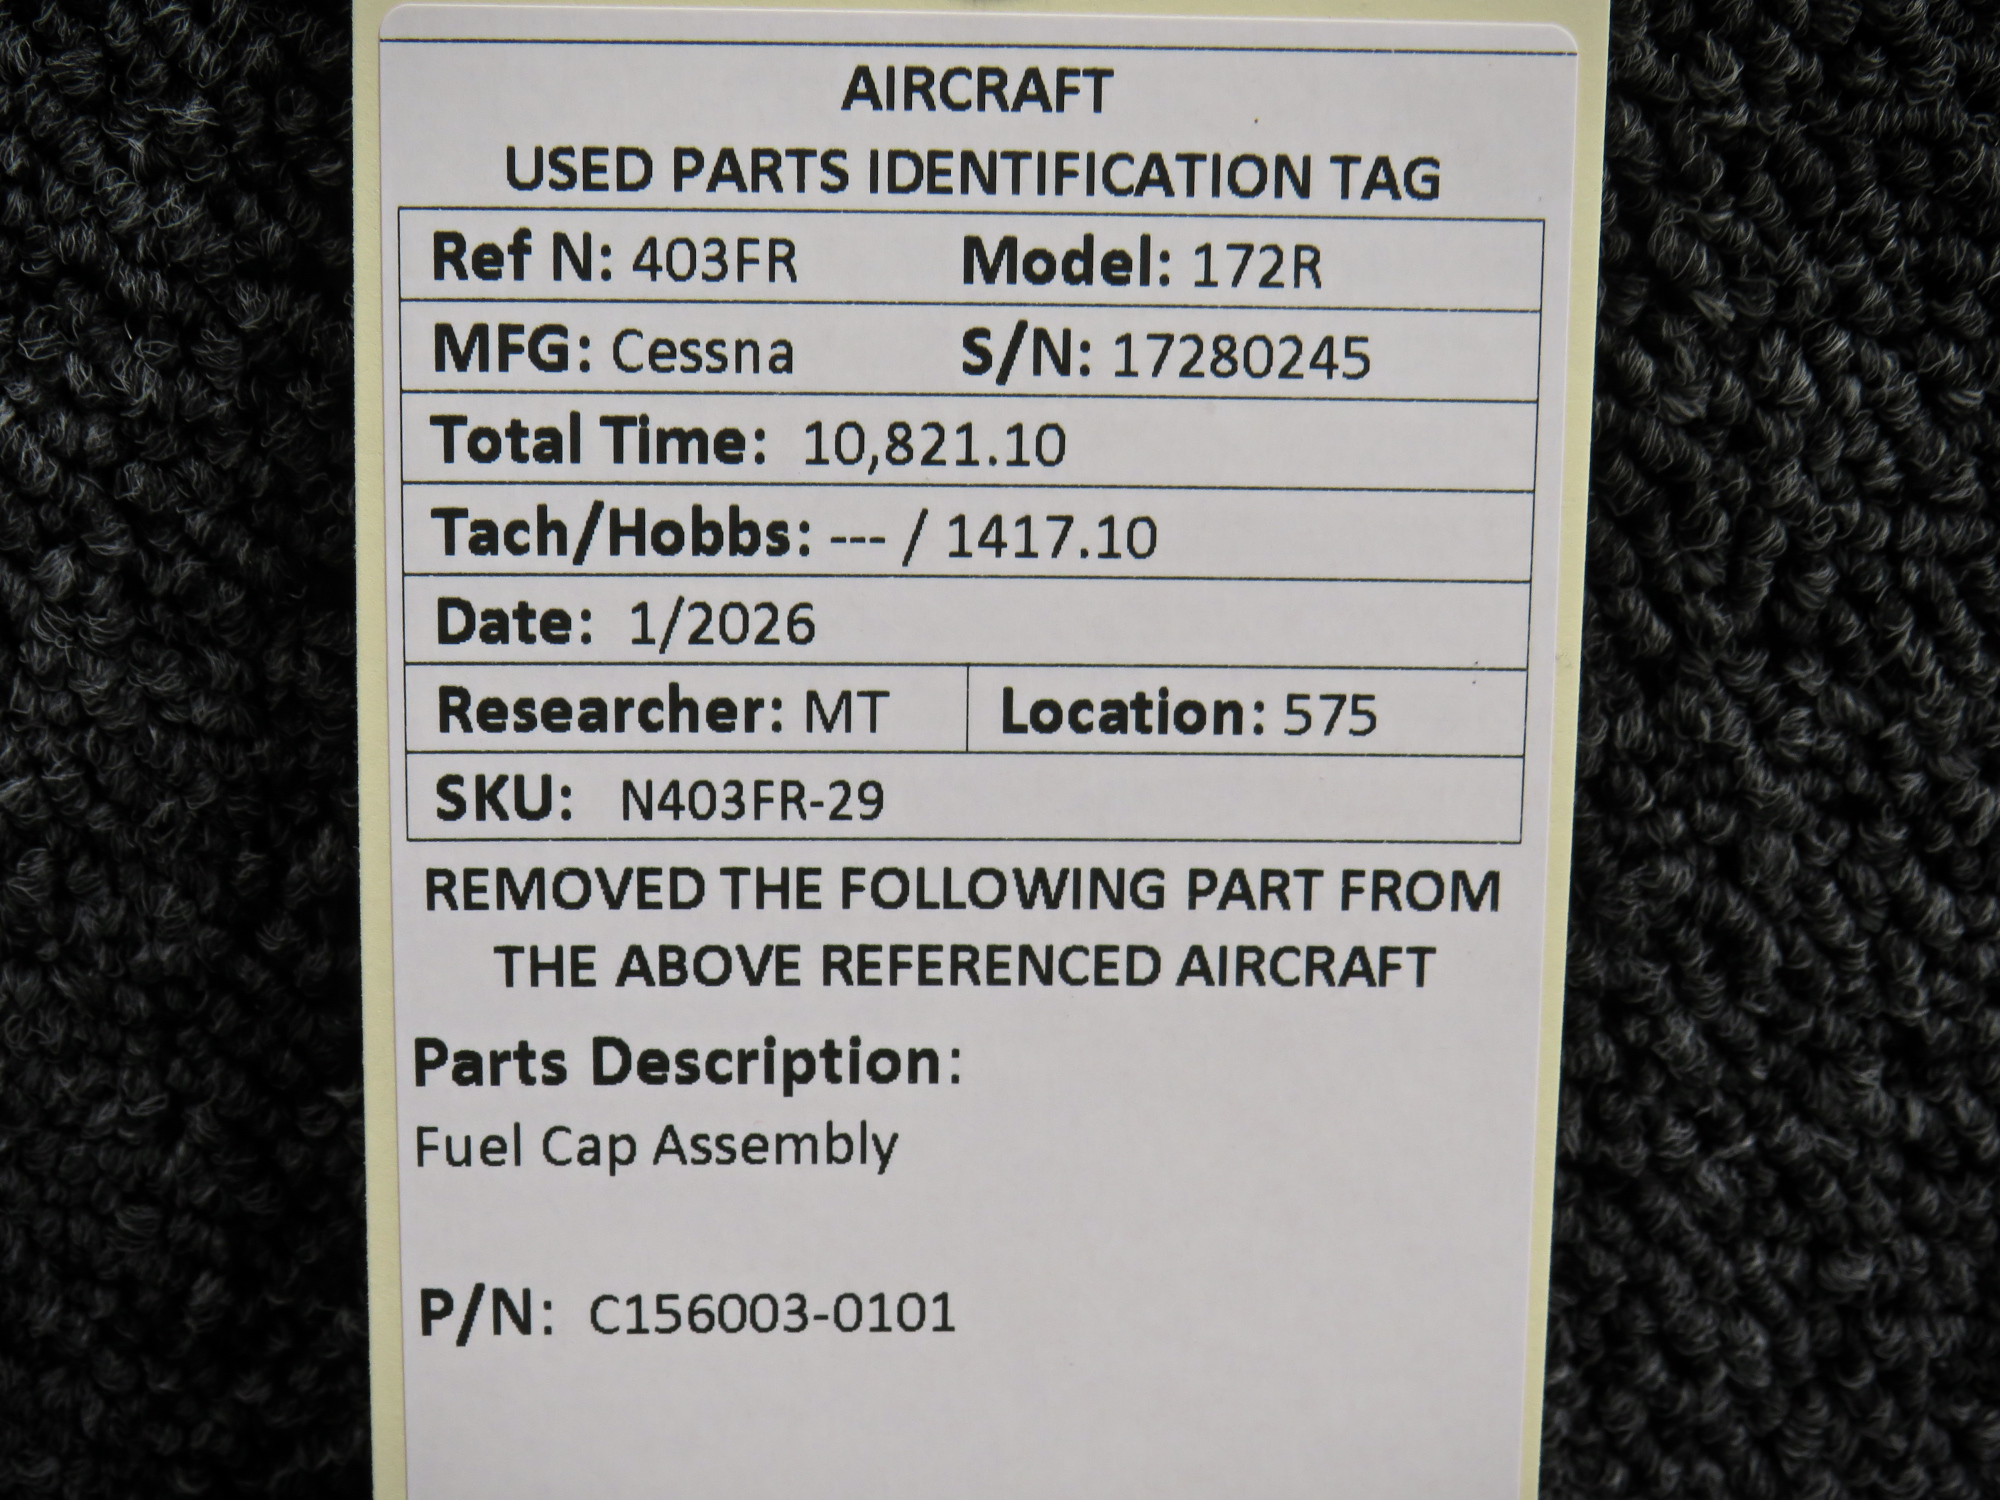 AIRCRAFT
USED PARTS IDENTIFICATION TAG
Ref N: 403FR Model: 172R
MFG: Cessna S/N: 17280245
Total Time: 10,821.10
Tach/Hobbs: --- / 1417.10
Date: 1/2026
Researcher: MT Location: 575
SKU: N403FR-29
REMOVED THE FOLLOWING PART FROM
THE ABOVE REFERENCED AIRCRAFT
Parts Description:
Fuel Cap Assembly
P/N: C156003-0101